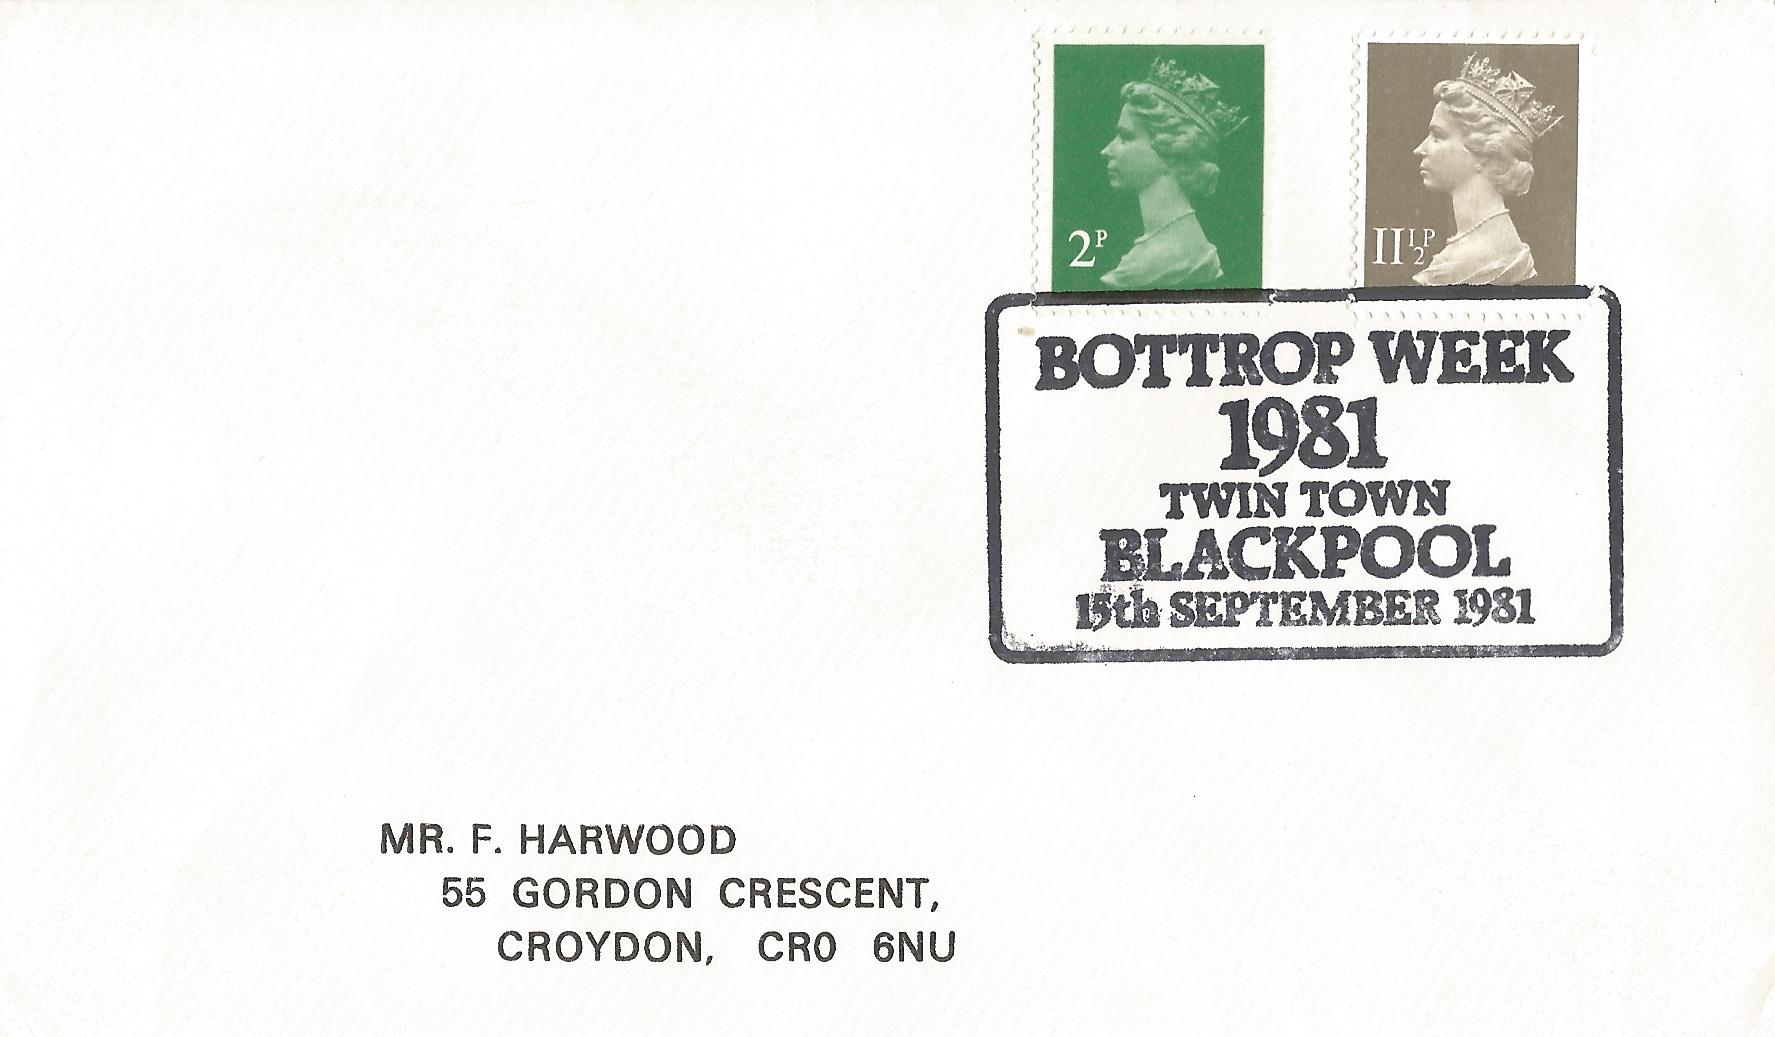 2P
11½P
BOTTROP WEEK
1981
TWIN TOWN
BLACKPOOL
15th SEPTEMBER 1981
MR. F. HARWOOD
55 GORDON CRESCENT,
CROYDON, CR0 6NU